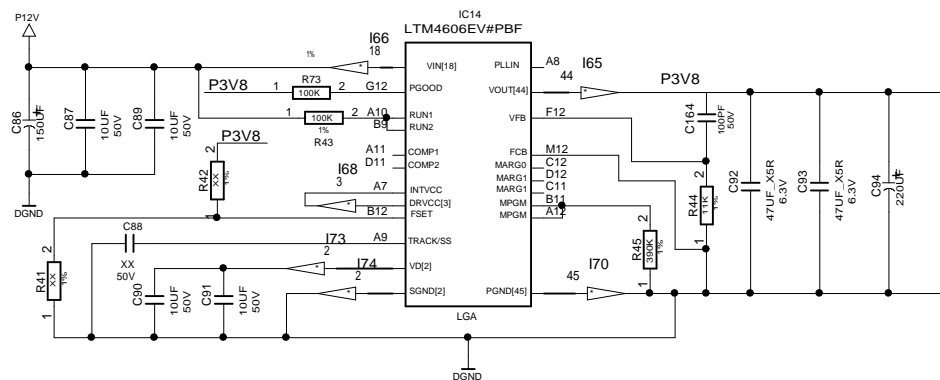 IC14
LTM4606EV#PBF
P12V
C86
150UF
C87
10UF
50V
C89
10UF
50V
DGND
I66
18
1%
VIN[18]
P3V8
1
R73
100K
2
G12
PGOOD
1
100K
2
1%
R43
A10
RUN1
B9
RUN2
P3V8
2
R42
XX
1%
1
A11
COMP1
D11
COMP2
I68
3
A7
INTVCC
DRVCC[3]
B12
FSET
C88
XX
50V
A9
TRACK/SS
2
R41
XX
1%
1
I73
2
VD[2]
I74
2
SGND[2]
C90
10UF
50V
C91
10UF
50V
LGA
DGND
PLLIN
A8
VOUT[44]
44
I65
P3V8
VFB
F12
FCB
M12
MARG0
C12
MARG1
D12
MARG1
C11
MPGM
B11
MPGM
A12
PGND[45]
45
I70
2
R45
390K
1%
1
C164
100PF
50V
2
R44
11K
1%
1
C92
47UF_X5R
6.3V
C93
47UF_X5R
6.3V
C94
220UF